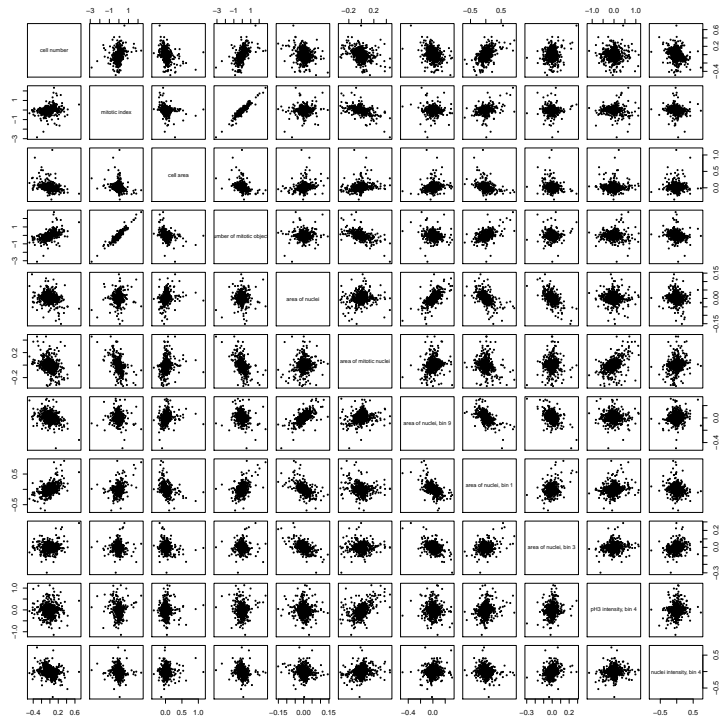 −3 −1 1 −3 −1 1 −0.2 0.2 −0.5 0.5 −1.0 0.0 1.0
cell number
−0.4 0.2 0.6
−3 −1 1
mitotic index
cell area
0.0 0.5 1.0
−3 −1 1
umber of mitotic objec
area of nuclei
−0.15 0.00 0.15
−0.2 0.2
area of mitotic nuclei
area of nuclei, bin 9
−0.4 0.0
−0.5 0.5
area of nuclei, bin 1
area of nuclei, bin 3
−0.3 0.0 0.2
−1.0 0.0 1.0
pH3 intensity, bin 4
nuclei intensity, bin 4
−0.5 0.5
−0.4 0.2 0.6 0.0 0.5 1.0 −0.15 0.00 0.15 −0.4 0.0 −0.3 0.0 0.2 −0.5 0.5